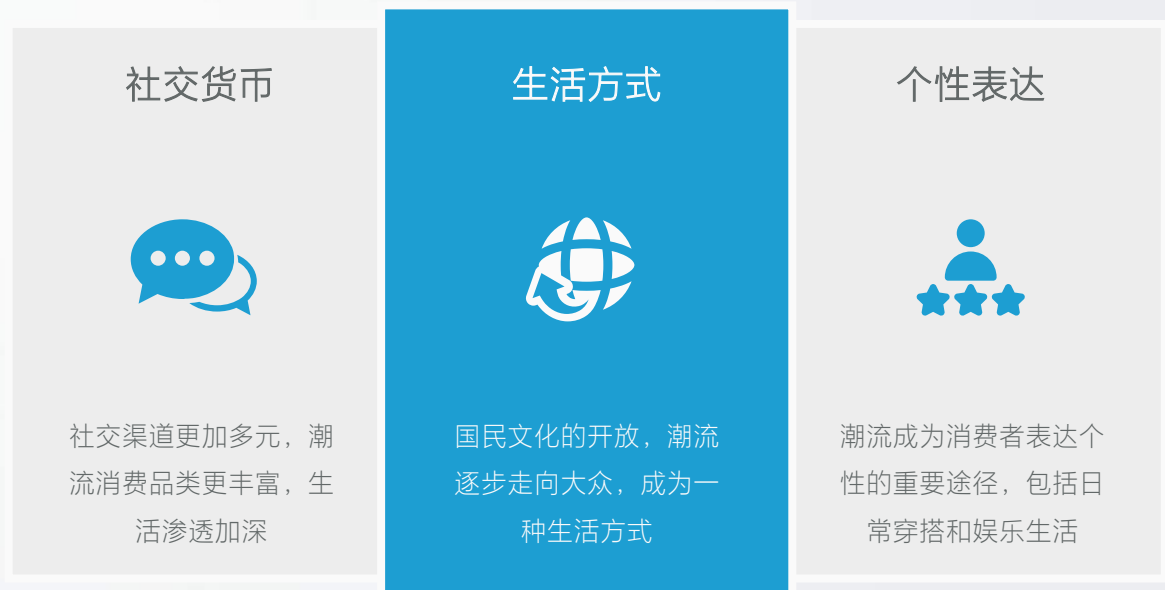 社交货币
社交渠道更加多元，潮
流消费品类更丰富，生
活渗透加深
生活方式
国民文化的开放，潮流
逐步走向大众，成为一
种生活方式
个性表达
潮流成为消费者表达个
性的重要途径，包括日
常穿搭和娱乐生活